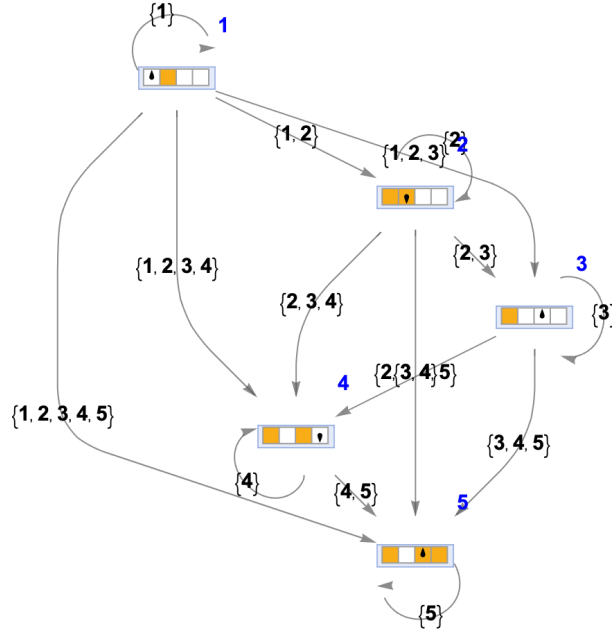 {1}
1
{1, 2}
{1, 2, 3}
{2}
2
{2, 3}
3
{1, 2, 3, 4}
{2, 3, 4}
{3}
{2, 3, 4, 5}
{3, 4}
4
{1, 2, 3, 4, 5}
{3, 4, 5}
{4}
{4, 5}
5
{5}